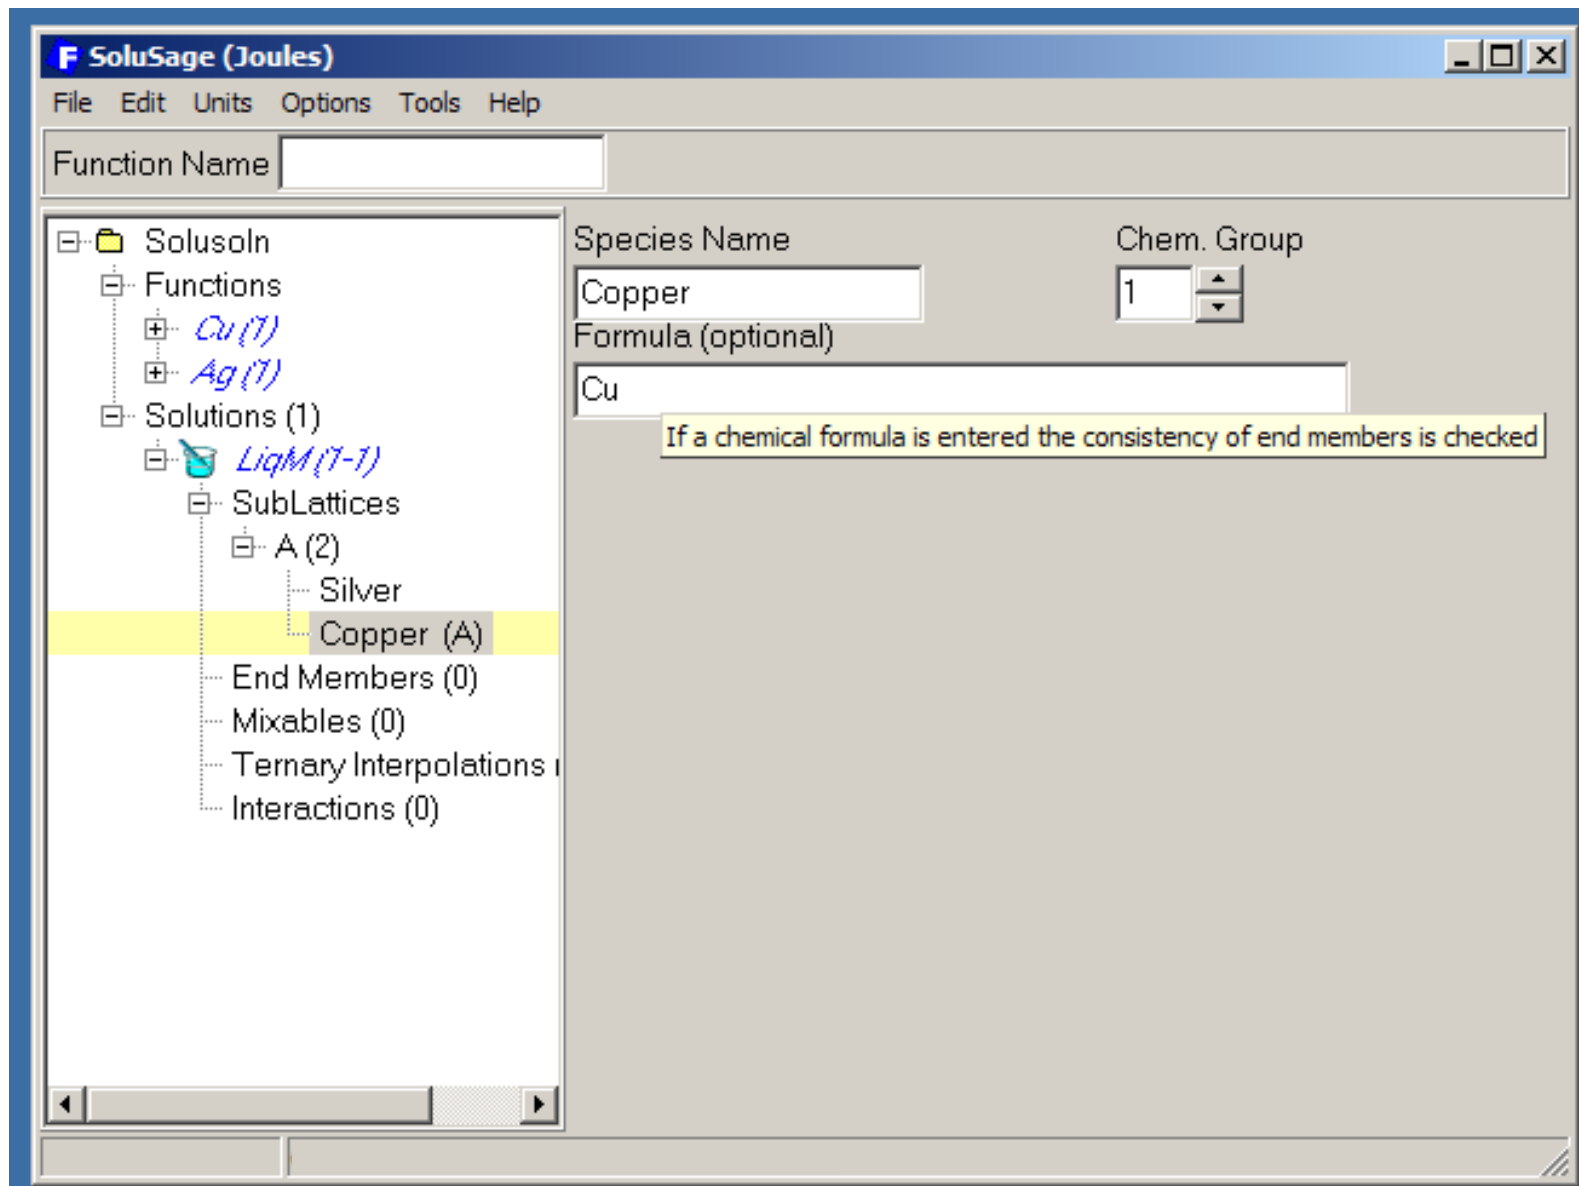 SoluSage (Joules)
File Edit Units Options Tools Help
Function Name
Solusoln
Functions
Cu (1)
Ag (1)
Solutions (1)
LiqM (1-1)
SubLattices
A (2)
Silver
Copper (A)
End Members (0)
Mixables (0)
Ternary Interpolations
Interactions (0)
Species Name
Chem. Group
Copper
1
Formula (optional)
Cu
If a chemical formula is entered the consistency of end members is checked